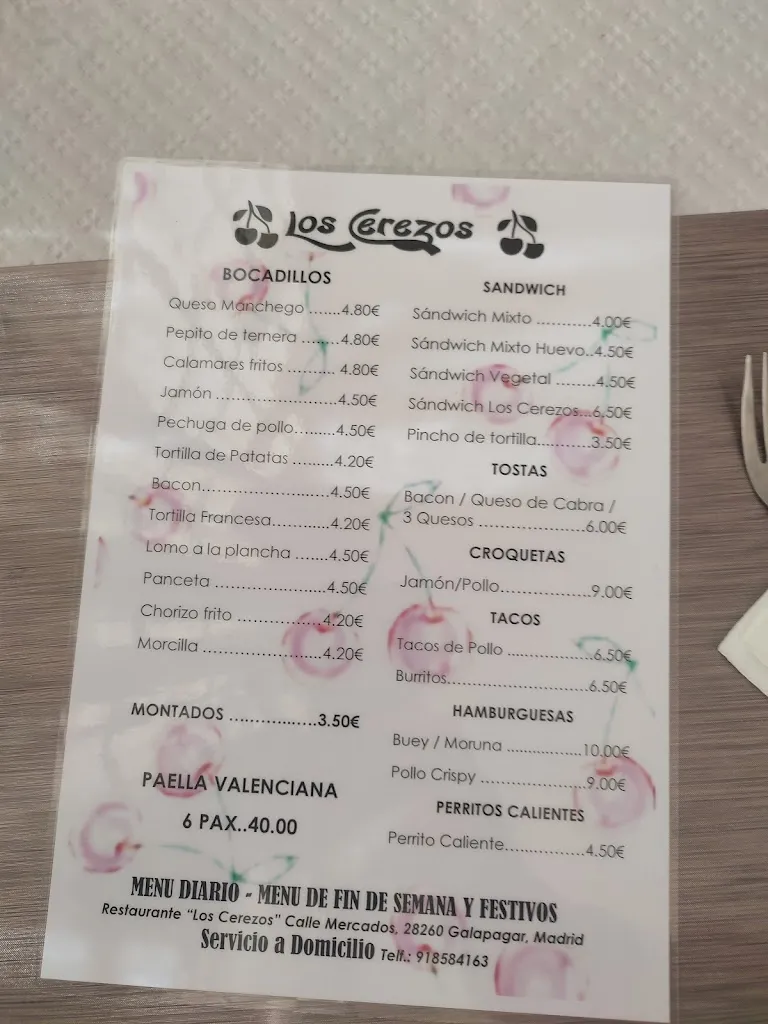 Los Cerezos
BOCADILLOS
Queso Manchego .......4.80€
Pepito de ternera ........4.80€
Calamares fritos .......... 4.80€
Jamón ..........................4.50€
Pechuga de pollo.........4.50€
Tortilla de Patatas .........4.20€
Bacon...........................4.50€
Tortilla Francesa............4.20€
Lomo a la plancha .......4.50€
Panceta ........................4.50€
Chorizo frito ..................4.20€
Morcilla .........................4.20€
MONTADOS ..................3.50€
PAELLA VALENCIANA
6 PAX..40.00
SANDWICH
Sándwich Mixto ...........4.00€
Sándwich Mixto Huevo..4.50€
Sándwich Vegetal ........4.50€
Sándwich Los Cerezos...6.50€
Pincho de tortilla............3.50€
TOSTAS
Bacon / Queso de Cabra /
3 Quesos .......................6.00€
CROQUETAS
Jamón/Pollo...................9.00€
TACOS
Tacos de Pollo ..................6.50€
Burritos.............................6.50€
HAMBURGUESAS
Buey / Moruna ................10.00€
Pollo Crispy ......................9.00€
PERRITOS CALIENTES
Perrito Caliente.................4.50€
MENU DIARIO - MENU DE FIN DE SEMANA Y FESTIVOS
Restaurante “Los Cerezos” Calle Mercados, 28260 Galapagar, Madrid
Servicio a Domicilio Telf.: 918584163